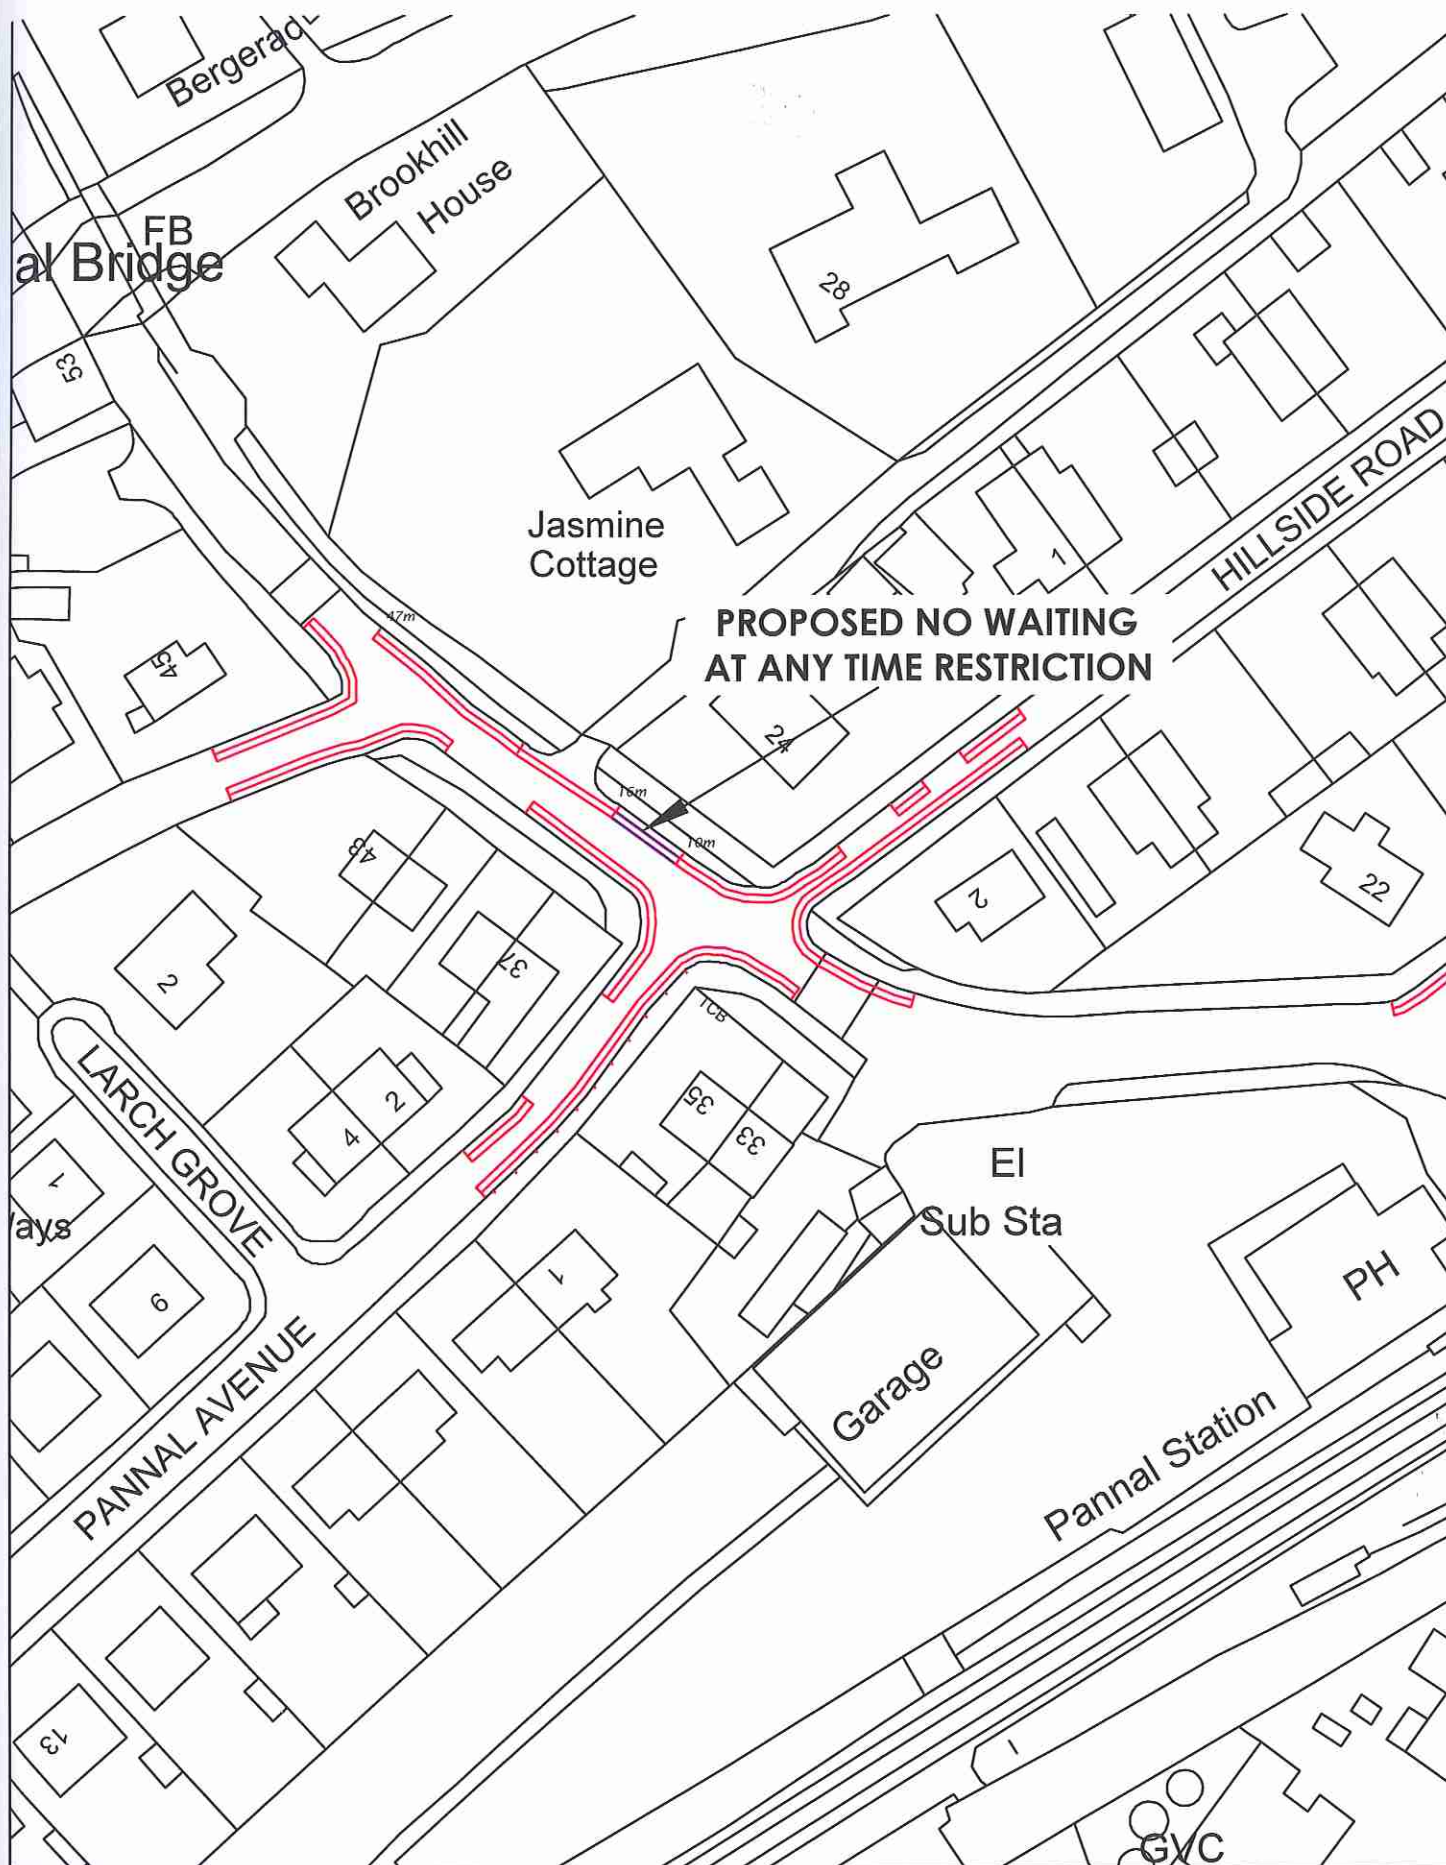 Bergerac
Brookhill
House
FB
al Bridge
28
53
HILLSIDE ROAD
Jasmine
Cottage
1
47m
PROPOSED NO WAITING
AT ANY TIME RESTRICTION
45
24
16m
10m
43
2
22
37
2
TCB
LARCH GROVE
35
2
4
33
El
Sub Sta
1
ays
PH
1
6
Garage
PANNAL AVENUE
Pannal Station
13
GVC